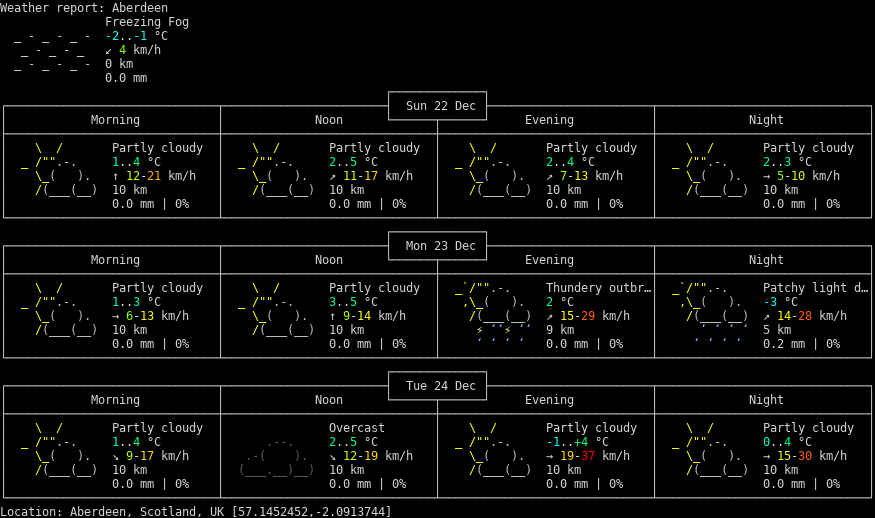 Weather report: Aberdeen
Freezing Fog
-2..-1 °C
↙ 4 km/h
0 km
0.0 mm
Sun 22 Dec
Morning Noon Evening Night
Partly cloudy Partly cloudy Partly cloudy Partly cloudy
1..4 °C 2..5 °C 2..4 °C 2..3 °C
↑ 12-21 km/h ↗ 11-17 km/h ↗ 7-13 km/h → 5-10 km/h
10 km 10 km 10 km 10 km
0.0 mm | 0% 0.0 mm | 0% 0.0 mm | 0% 0.0 mm | 0%
Mon 23 Dec
Morning Noon Evening Night
Partly cloudy Partly cloudy Thundery outbr… Patchy light d…
1..3 °C 3..5 °C 2 °C -3 °C
→ 6-13 km/h ↑ 9-14 km/h ↗ 15-29 km/h ↗ 14-28 km/h
10 km 10 km 9 km 5 km
0.0 mm | 0% 0.0 mm | 0% 0.0 mm | 0% 0.2 mm | 0%
Tue 24 Dec
Morning Noon Evening Night
Partly cloudy Overcast Partly cloudy Partly cloudy
1..4 °C 2..5 °C -1..+4 °C 0..4 °C
↘ 9-17 km/h ↘ 12-19 km/h → 19-37 km/h → 15-30 km/h
10 km 10 km 10 km 10 km
0.0 mm | 0% 0.0 mm | 0% 0.0 mm | 0% 0.0 mm | 0%
Location: Aberdeen, Scotland, UK [57.1452452,-2.0913744]